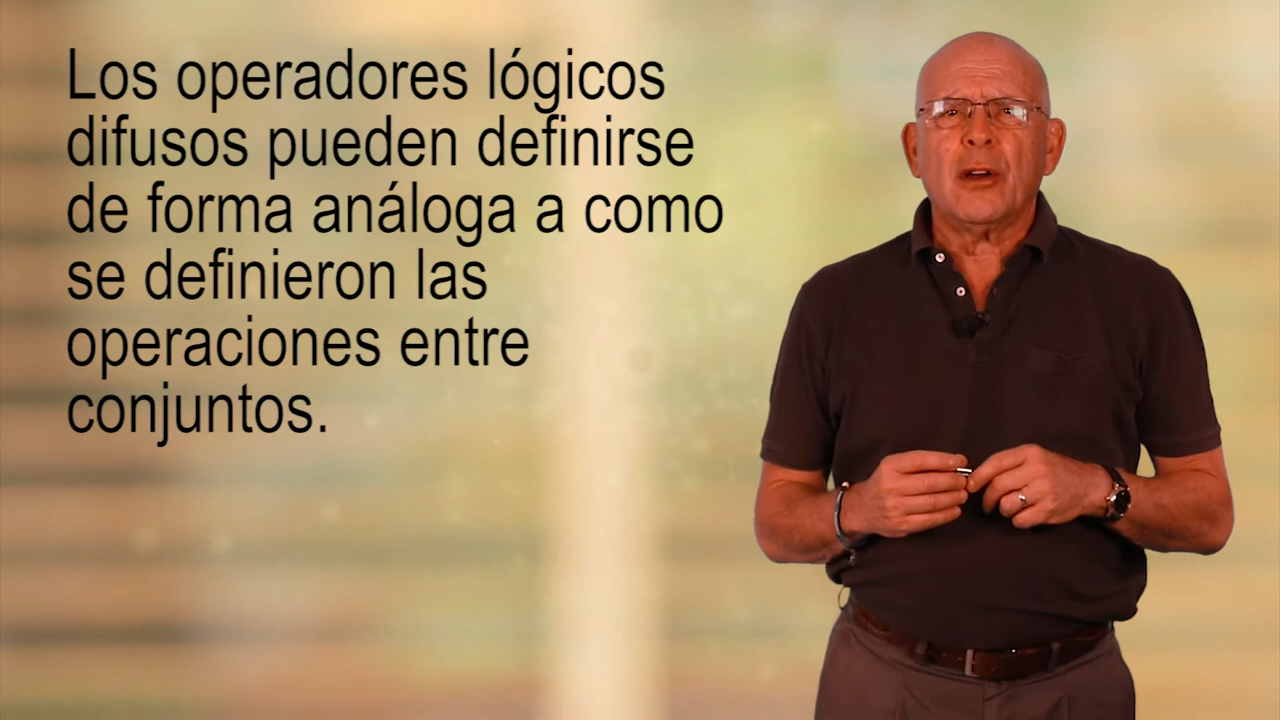 Los operadores lógicos
difusos pueden definirse
de forma análoga a como
se definieron las
operaciones entre
conjuntos.